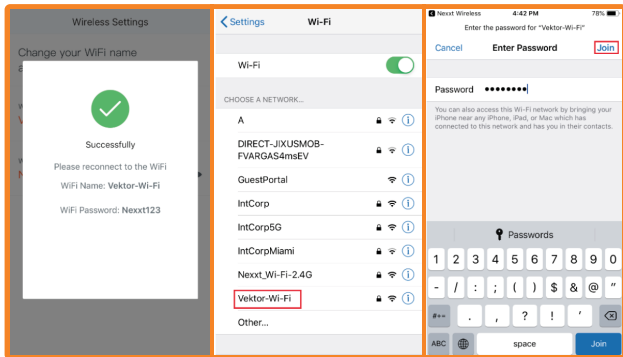 Wireless Settings
Change your WiFi name
a
W
V
W
N
Successfully
Please reconnect to the WiFi
WiFi Name: Vektor-Wi-Fi
WiFi Password: Nexxt123
Settings
Wi-Fi
Wi-Fi
CHOOSE A NETWORK...
A
DIRECT-JIXUSMOB-
FVARGAS4msEV
GuestPortal
IntCorp
IntCorp5G
IntCorpMiami
Nexxt_Wi-Fi-2.4G
Vektor-Wi-Fi
Other...
Nexxt Wireless 4:42 PM 78%
Enter the password for "Vektor-Wi-Fi"
Cancel Enter Password Join
Password ●●●●●●●●
You can also access this Wi-Fi network by bringing your
iPhone near any iPhone, iPad, or Mac which has
connected to this network and has you in their contacts.
Passwords
1 2 3 4 5 6 7 8 9 0
- / : ; ( ) $ & @ "
#+= . , ? ! '
ABC space Join